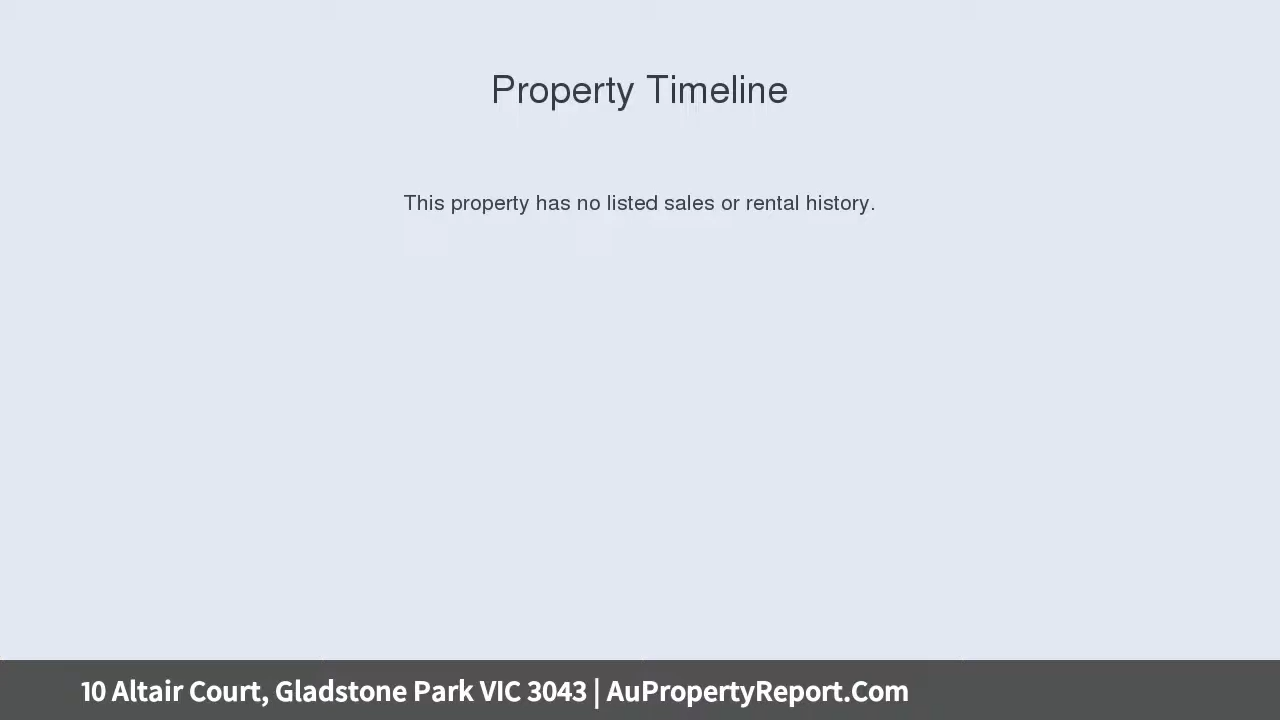 Property Timeline
This property has no listed sales or rental history.
10 Altair Court, Gladstone Park VIC 3043 | AuPropertyReport.Com